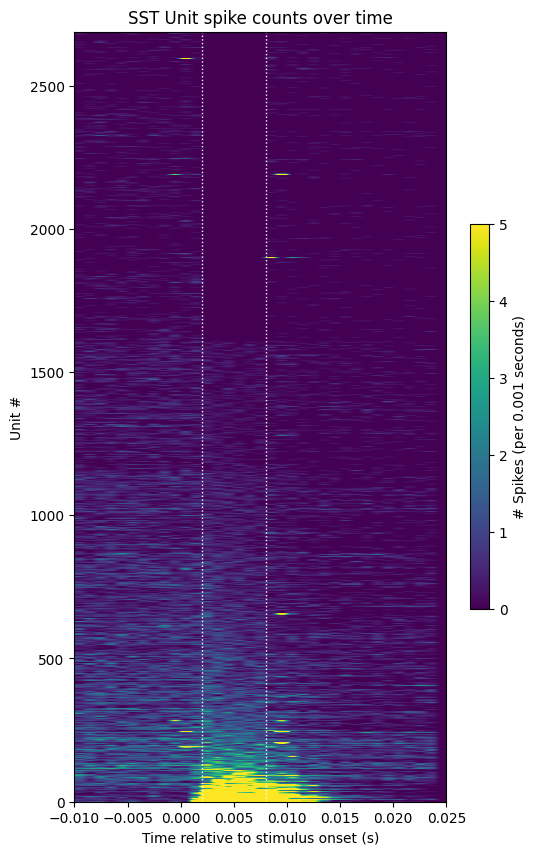 SST Unit spike counts over time
2500
2000
1500
1000
500
0
Unit #
−0.010 −0.005 0.000 0.005 0.010 0.015 0.020 0.025
Time relative to stimulus onset (s)
5
4
3
2
1
0
# Spikes (per 0.001 seconds)